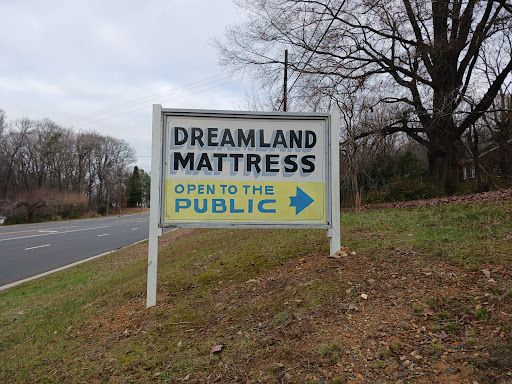 DREAMLAND
MATTRESS
OPEN TO THE
PUBLIC